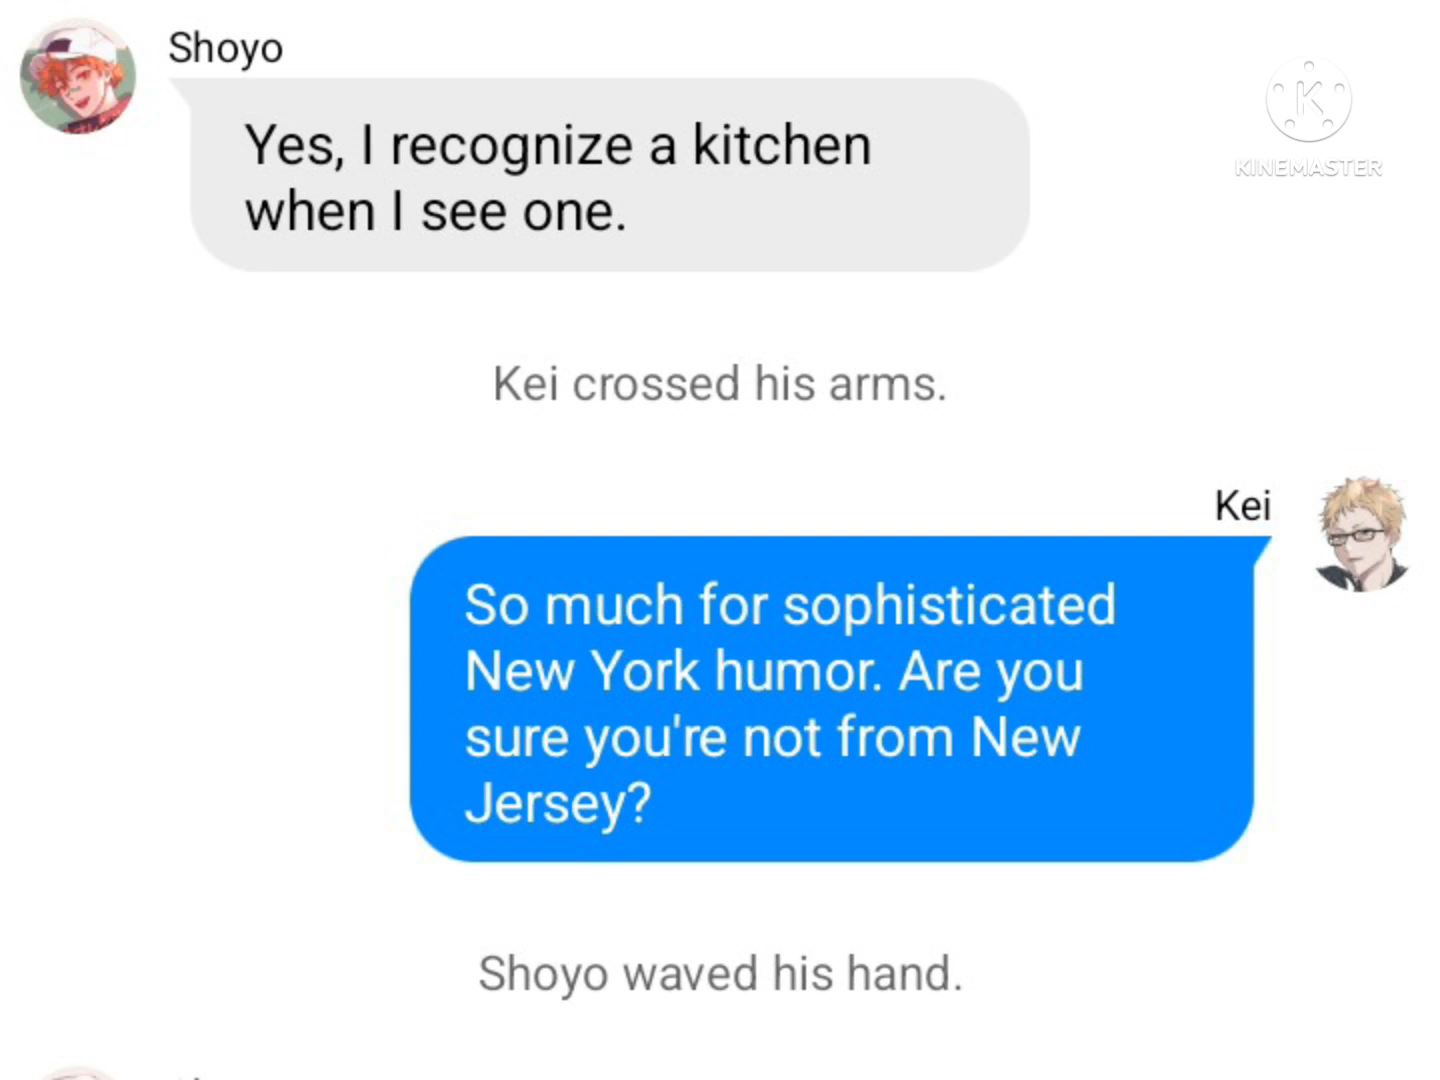 Shoyo
KINEMASTER
Yes, I recognize a kitchen
when I see one.
Kei crossed his arms.
Kei
So much for sophisticated
New York humor. Are you
sure you're not from New
Jersey?
Shoyo waved his hand.